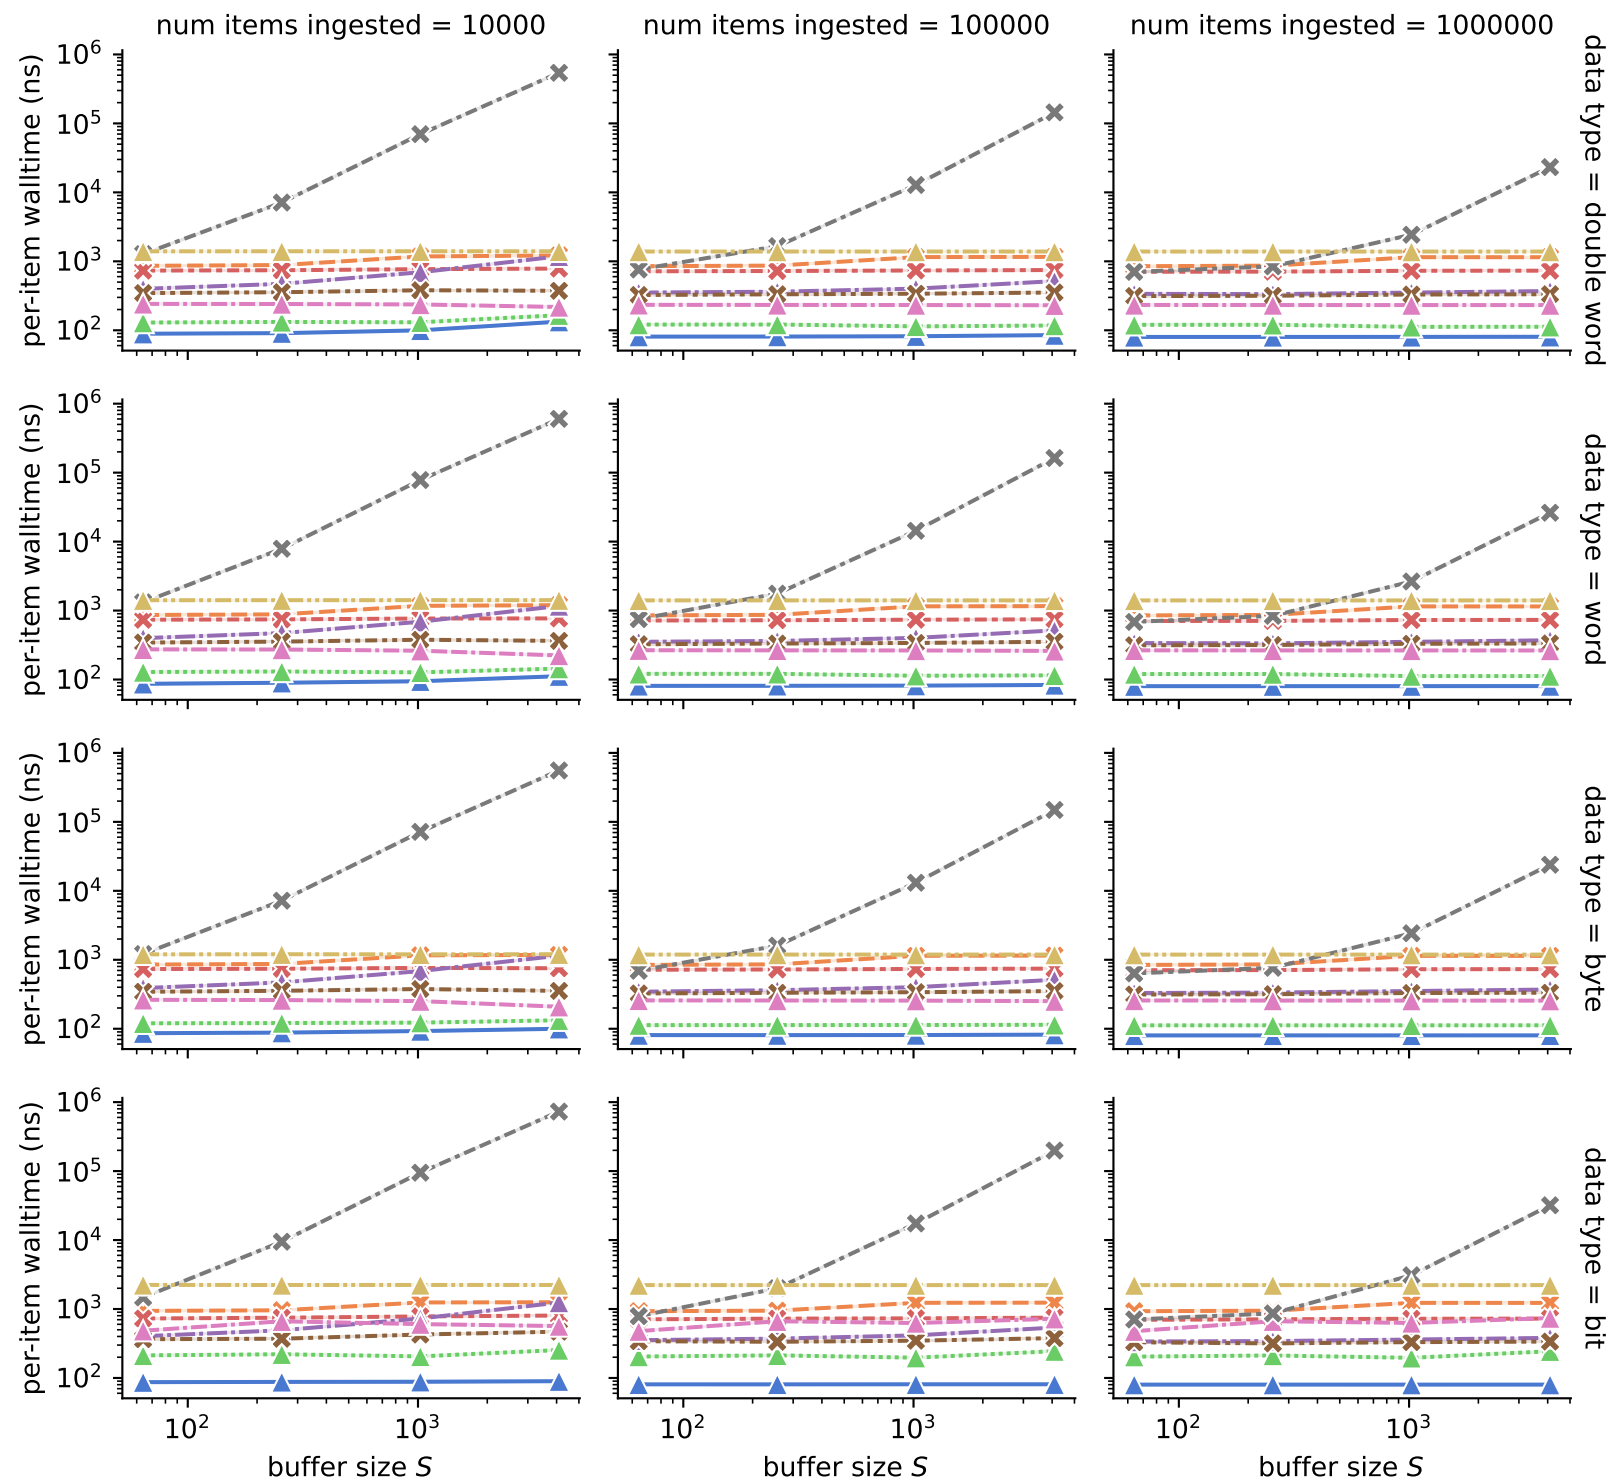 num items ingested = 10000
num items ingested = 100000
num items ingested = 1000000
per-item walltime (ns)
10^6
10^5
10^4
10^3
10^2
data type = double word
per-item walltime (ns)
10^6
10^5
10^4
10^3
10^2
data type = word
per-item walltime (ns)
10^6
10^5
10^4
10^3
10^2
data type = byte
per-item walltime (ns)
10^6
10^5
10^4
10^3
10^2
data type = bit
10^2 10^3
10^2 10^3
10^2 10^3
buffer size S
buffer size S
buffer size S